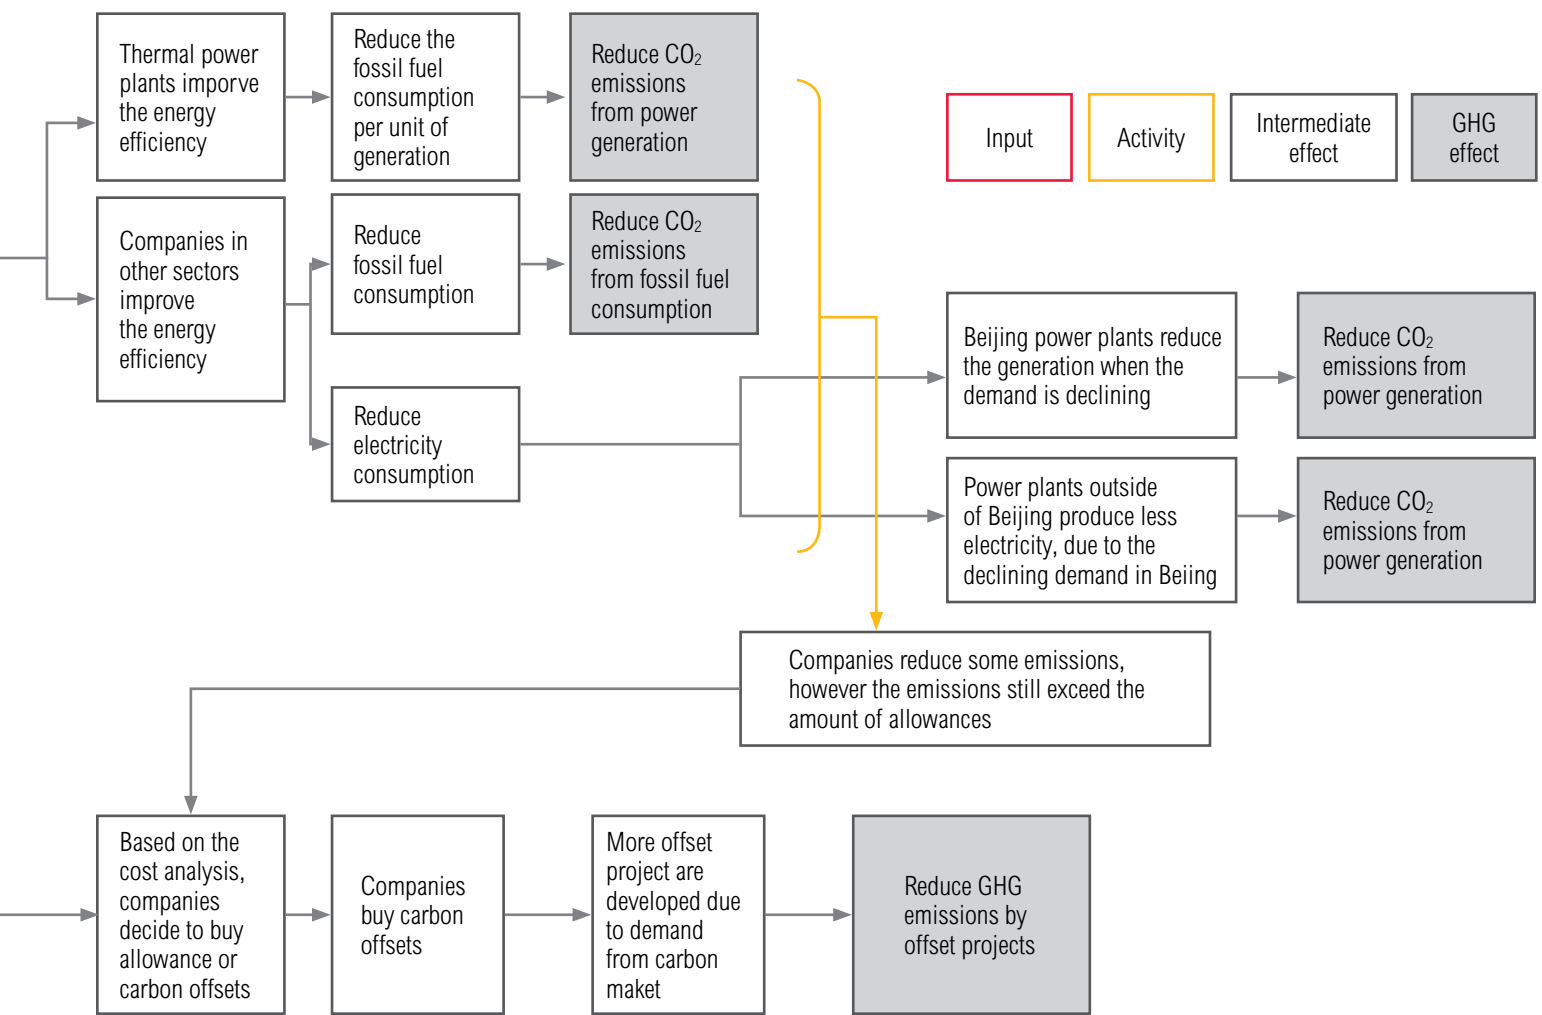 Thermal power
plants imporve
the energy
efficiency
Reduce the
fossil fuel
consumption
per unit of
generation
Reduce CO₂
emissions
from power
generation
Input
Activity
Intermediate
effect
GHG
effect
Companies in
other sectors
improve
the energy
efficiency
Reduce
fossil fuel
consumption
Reduce CO₂
emissions
from fossil fuel
consumption
Reduce
electricity
consumption
Beijing power plants reduce
the generation when the
demand is declining
Reduce CO₂
emissions from
power generation
Power plants outside
of Beijing produce less
electricity, due to the
declining demand in Beiing
Reduce CO₂
emissions from
power generation
Companies reduce some emissions,
however the emissions still exceed the
amount of allowances
Based on the
cost analysis,
companies
decide to buy
allowance or
carbon offsets
Companies
buy carbon
offsets
More offset
project are
developed due
to demand
from carbon
maket
Reduce GHG
emissions by
offset projects